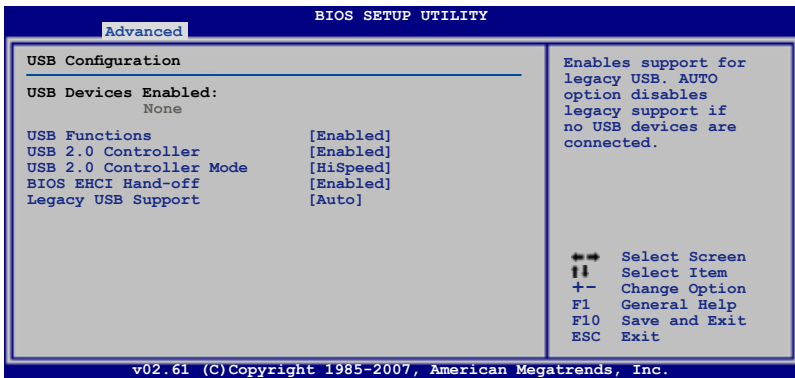 BIOS SETUP UTILITY
Advanced
USB Configuration
USB Devices Enabled:
None
USB Functions [Enabled]
USB 2.0 Controller [Enabled]
USB 2.0 Controller Mode [HiSpeed]
BIOS EHCI Hand-off [Enabled]
Legacy USB Support [Auto]
Enables support for
legacy USB. AUTO
option disables
legacy support if
no USB devices are
connected.
←→ Select Screen
↑↓ Select Item
+- Change Option
F1 General Help
F10 Save and Exit
ESC Exit
v02.61 (C)Copyright 1985-2007, American Megatrends, Inc.